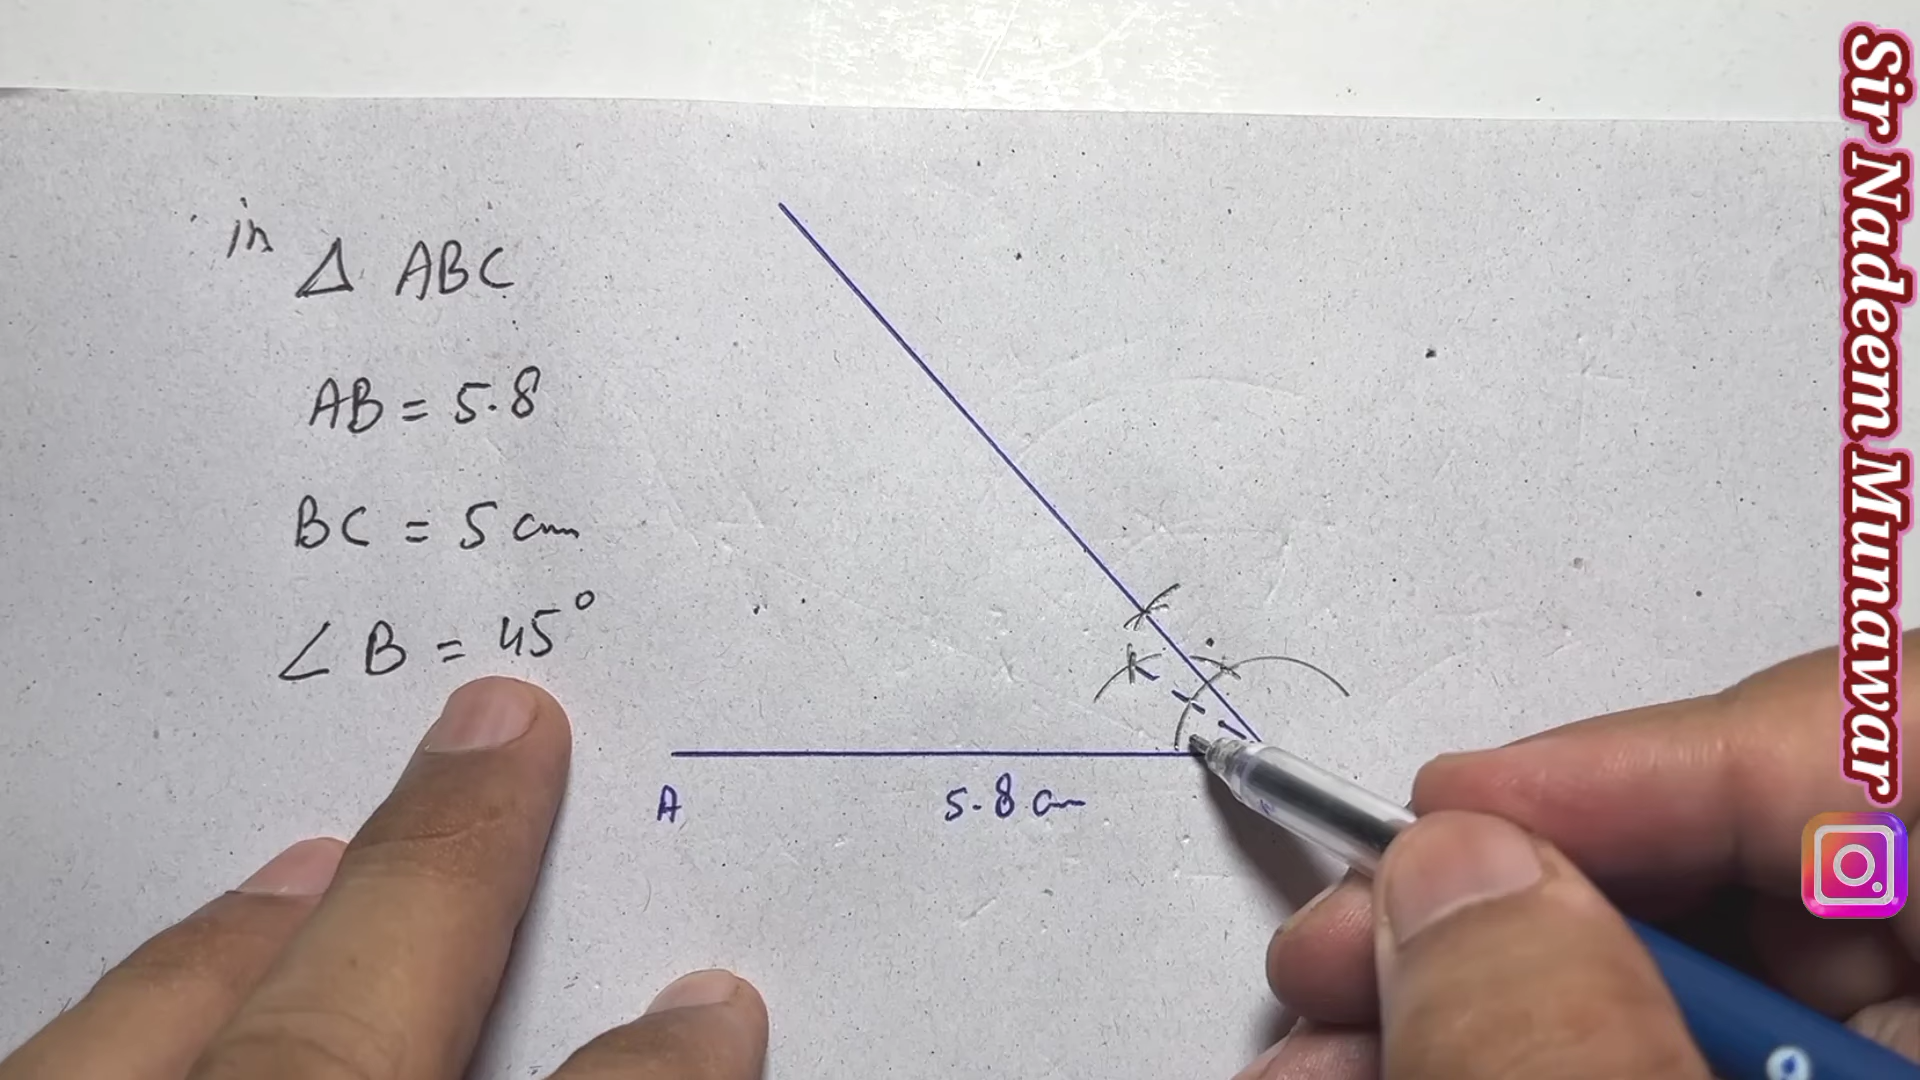 in
Δ ABC
AB = 5.8
BC = 5 cm
∠ B = 45°
A
5.8 cm
Sir Nadeem Munawar